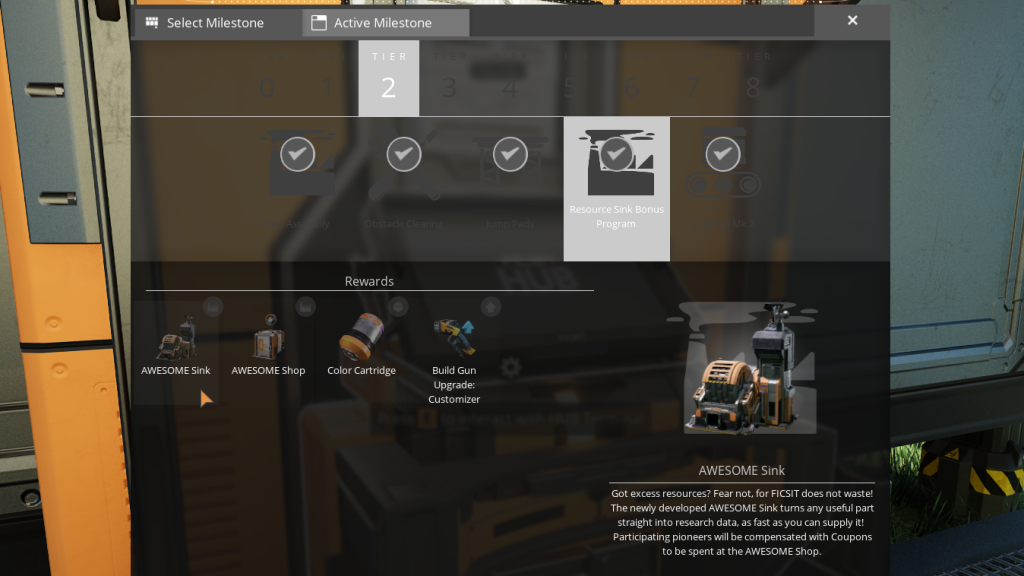 Select Milestone
Active Milestone
TIER
0 1 2 3 4 5 6 7 8
Resource Sink Bonus
Program
Rewards
AWESOME Sink
AWESOME Shop
Color Cartridge
Build Gun
Upgrade:
Customizer
AWESOME Sink
Got excess resources? Fear not, for FICSIT does not waste!
The newly developed AWESOME Sink turns any useful part
straight into research data, as fast as you can supply it!
Participating pioneers will be compensated with Coupons
to be spent at the AWESOME Shop.